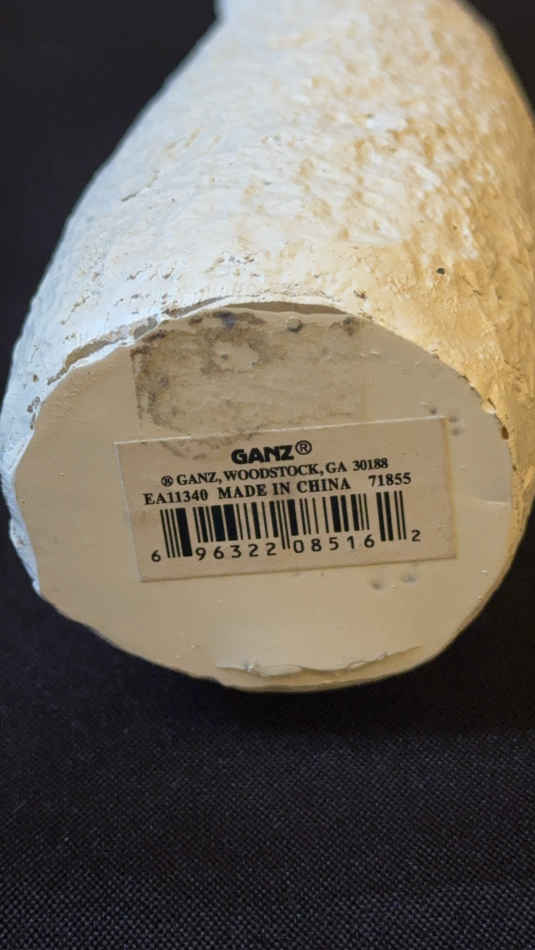 GANZ®
® GANZ, WOODSTOCK, GA 30188
EA11340 MADE IN CHINA 71855
6 96322 08516 2